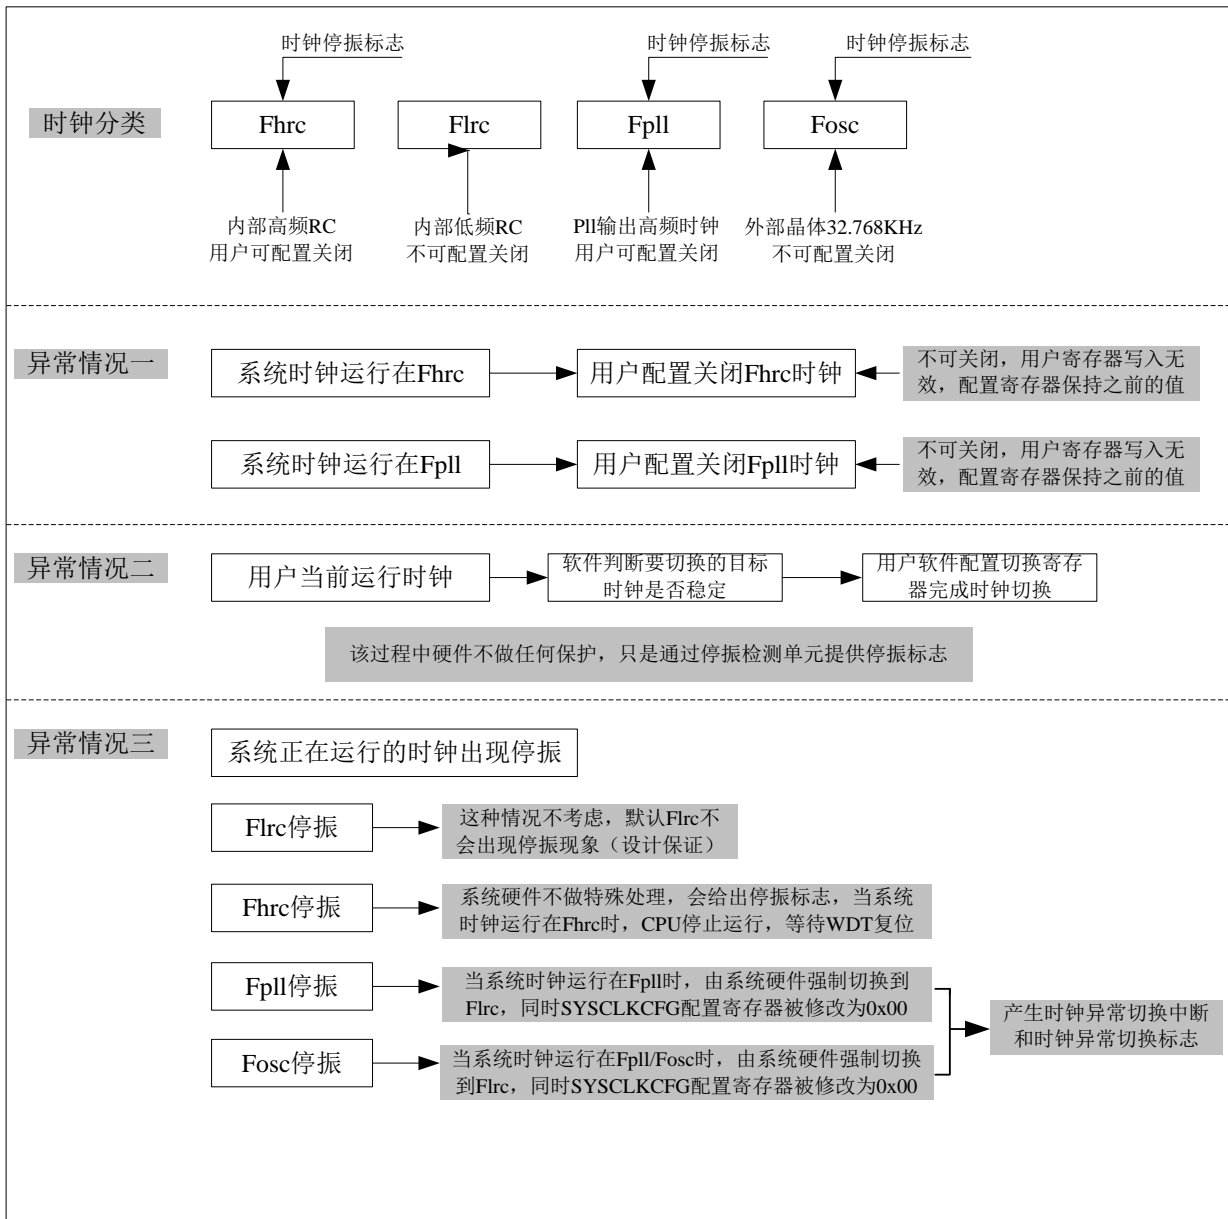 时钟停振标志
时钟停振标志
时钟停振标志
时钟分类
Fhrc
Flrc
Fpll
Fosc
内部高频RC
用户可配置关闭
内部低频RC
不可配置关闭
Pll输出高频时钟
用户可配置关闭
外部晶体32.768KHz
不可配置关闭
异常情况一
系统时钟运行在Fhrc
用户配置关闭Fhrc时钟
不可关闭，用户寄存器写入无
效，配置寄存器保持之前的值
系统时钟运行在Fpll
用户配置关闭Fpll时钟
不可关闭，用户寄存器写入无
效，配置寄存器保持之前的值
异常情况二
用户当前运行时钟
软件判断要切换的目标
时钟是否稳定
用户软件配置切换寄存
器完成时钟切换
该过程中硬件不做任何保护，只是通过停振检测单元提供停振标志
异常情况三
系统正在运行的时钟出现停振
Flrc停振
这种情况不考虑，默认Flrc不
会出现停振现象（设计保证）
Fhrc停振
系统硬件不做特殊处理，会给出停振标志，当系统
时钟运行在Fhrc时，CPU停止运行，等待WDT复位
Fpll停振
当系统时钟运行在Fpll时，由系统硬件强制切换到
Flrc，同时SYSCLKCFG配置寄存器被修改为0x00
Fosc停振
当系统时钟运行在Fpll/Fosc时，由系统硬件强制切换
到Flrc，同时SYSCLKCFG配置寄存器被修改为0x00
产生时钟异常切换中断
和时钟异常切换标志